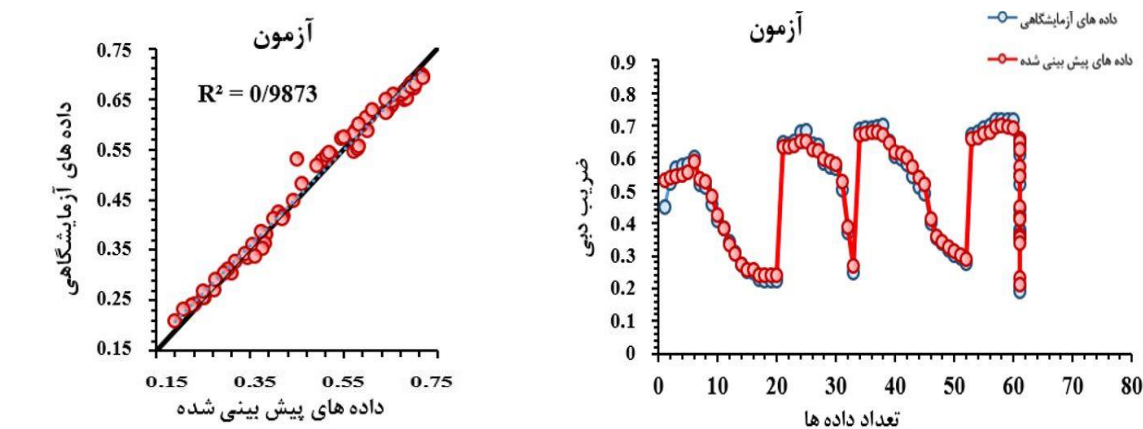 آزمون
R² = 0/9873
داده های آزمایشگاهی
0.75
0.65
0.55
0.45
0.35
0.25
0.15
0.15 0.35 0.55 0.75
داده های پیش بینی شده
آزمون
داده های آزمایشگاهی
داده های پیش بینی شده
ضریب دبی
0.9
0.8
0.7
0.6
0.5
0.4
0.3
0.2
0.1
0
0 10 20 30 40 50 60 70 80
تعداد داده ها